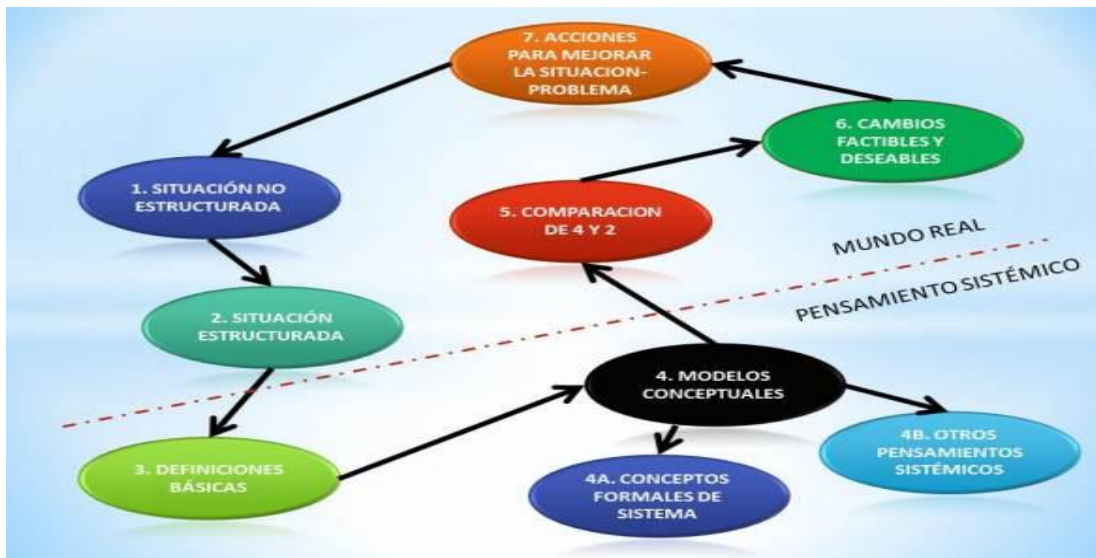 7. ACCIONES
PARA MEJORAR
LA SITUACION-
PROBLEMA
6. CAMBIOS
FACTIBLES Y
DESEABLES
1. SITUACIÓN NO
ESTRUCTURADA
5. COMPARACION
DE 4 Y 2
MUNDO REAL
PENSAMIENTO SISTÉMICO
2. SITUACIÓN
ESTRUCTURADA
4. MODELOS
CONCEPTUALES
3. DEFINICIONES
BÁSICAS
4A. CONCEPTOS
FORMALES DE
SISTEMA
4B. OTROS
PENSAMIENTOS
SISTÉMICOS